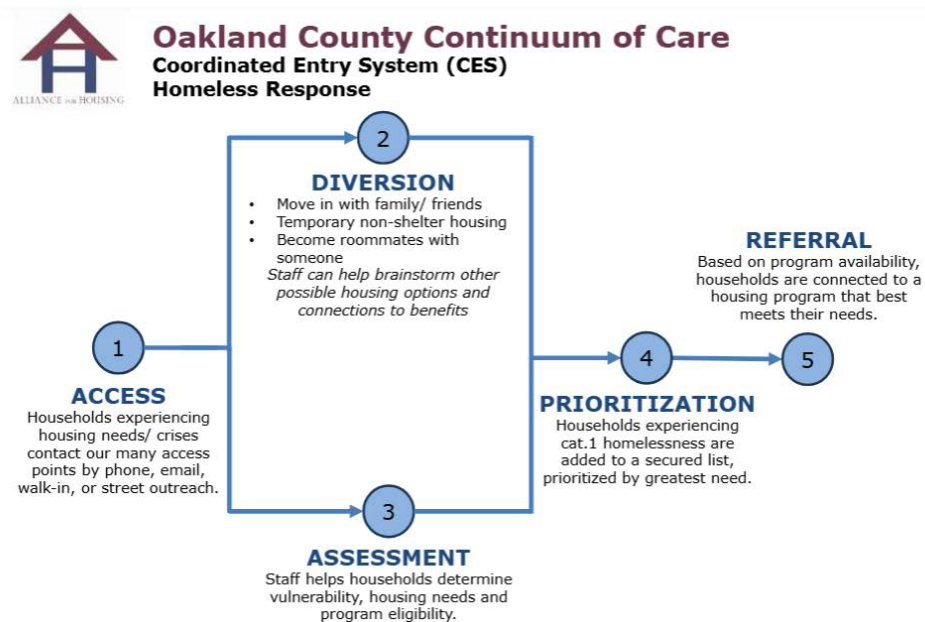 ALLIANCE FOR HOUSING
Oakland County Continuum of Care
Coordinated Entry System (CES)
Homeless Response
1
ACCESS
Households experiencing
housing needs/ crises
contact our many access
points by phone, email,
walk-in, or street outreach.
2
DIVERSION
• Move in with family/ friends
• Temporary non-shelter housing
• Become roommates with
someone
Staff can help brainstorm other
possible housing options and
connections to benefits
3
ASSESSMENT
Staff helps households determine
vulnerability, housing needs and
program eligibility.
4
PRIORITIZATION
Households experiencing
cat.1 homelessness are
added to a secured list,
prioritized by greatest need.
REFERRAL
Based on program availability,
households are connected to a
housing program that best
meets their needs.
5